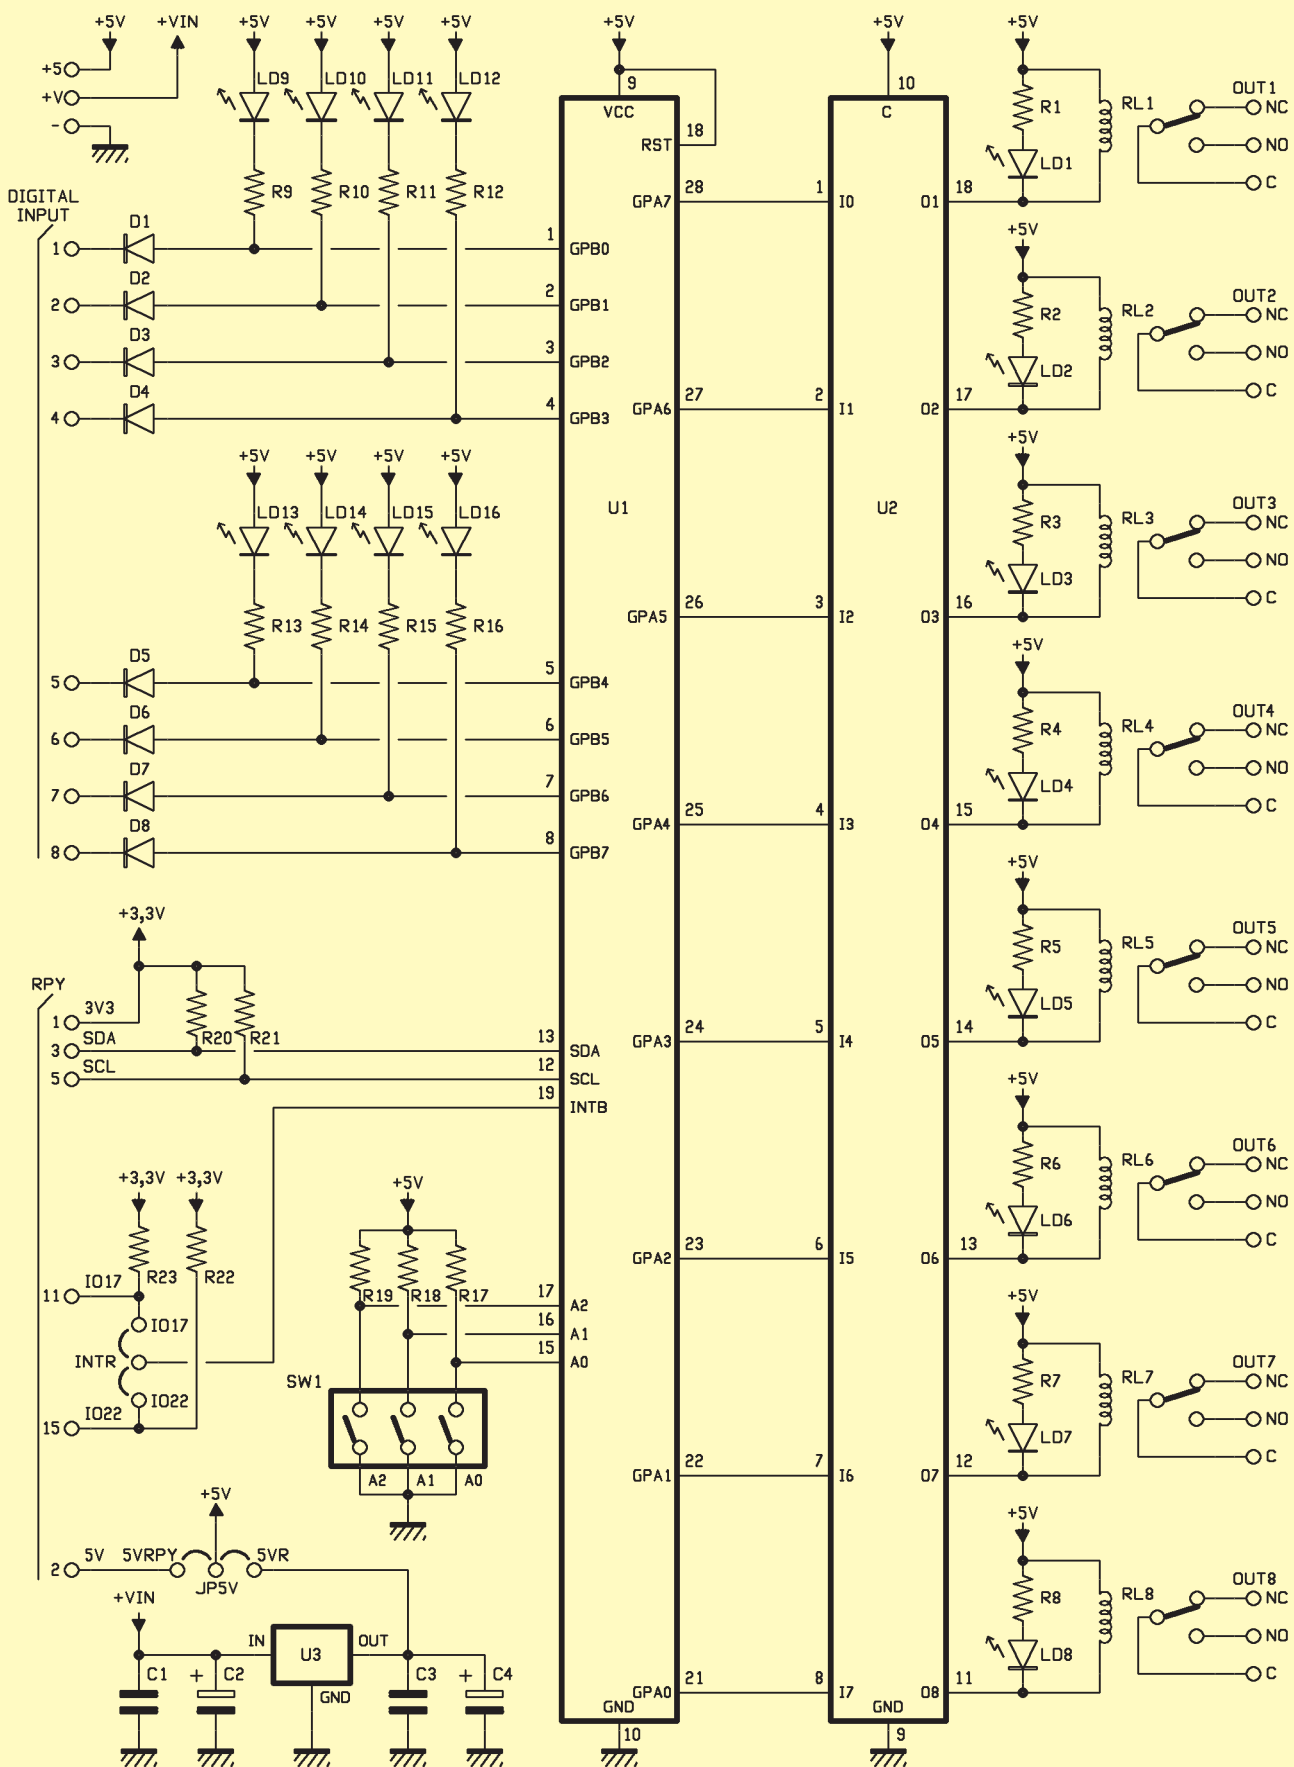 +5V +VIN +5V +5V +5V +5V +5V +5V +5V
+5
+V
-
LD9 LD10 LD11 LD12
R9 R10 R11 R12
DIGITAL
INPUT
1 D1
2 D2
3 D3
4 D4
+5V +5V +5V +5V
LD13 LD14 LD15 LD16
R13 R14 R15 R16
5 D5
6 D6
7 D7
8 D8
+3,3V
RPY
1 3V3
R20 R21
3 SDA
5 SCL
+3,3V +3,3V
R23 R22
11 IO17
IO17
INTR
IO22
15 IO22
+5V
R19 R18 R17
SW1
A2 A1 A0
+5V
2 5V 5VRPY 5VR
JP5V
+VIN
IN U3 OUT
GND
C1 + C2 C3 + C4
9
VCC
18
RST
1 GPB0
2 GPB1
3 GPB2
4 GPB3
5 GPB4
6 GPB5
7 GPB6
8 GPB7
13 SDA
12 SCL
19 INTB
17 A2
16 A1
15 A0
U1
GPA7 28
GPA6 27
GPA5 26
GPA4 25
GPA3 24
GPA2 23
GPA1 22
GPA0 21
GND
10
10
C
1 I0
2 I1
3 I2
4 I3
5 I4
6 I5
7 I6
8 I7
U2
O1 18
O2 17
O3 16
O4 15
O5 14
O6 13
O7 12
O8 11
GND
9
R1 LD1 RL1 OUT1 NC NO C
+5V
R2 LD2 RL2 OUT2 NC NO C
+5V
R3 LD3 RL3 OUT3 NC NO C
+5V
R4 LD4 RL4 OUT4 NC NO C
+5V
R5 LD5 RL5 OUT5 NC NO C
+5V
R6 LD6 RL6 OUT6 NC NO C
+5V
R7 LD7 RL7 OUT7 NC NO C
+5V
R8 LD8 RL8 OUT8 NC NO C